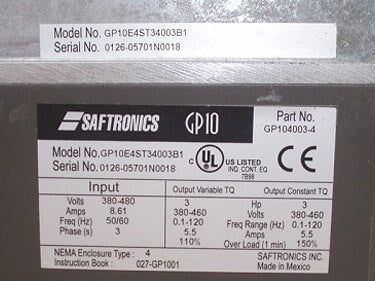 Model No. GP10E4ST34003B1
Serial No. 0126-05701N0018
SAFTRONICS GP10 Part No.
GP104003-4
Model No. GP10E4ST34003B1
Serial No. 0126-05701N0018
C UL US LISTED
IND. CONT. EQ
7B98
CE
Input Output Variable TQ Output Constant TQ
3 Hp 3
Volts 380-480 380-460 Volts 380-460
Amps 8.61 0.1-120 Freq Range (Hz) 0.1-120
Freq (Hz) 50/60 5.5 Amps 5.5
Phase (s) 3 110% Over Load (1 min) 150%
NEMA Enclosure Type : 4 SAFTRONICS INC.
Instruction Book : 027-GP1001 Made in Mexico